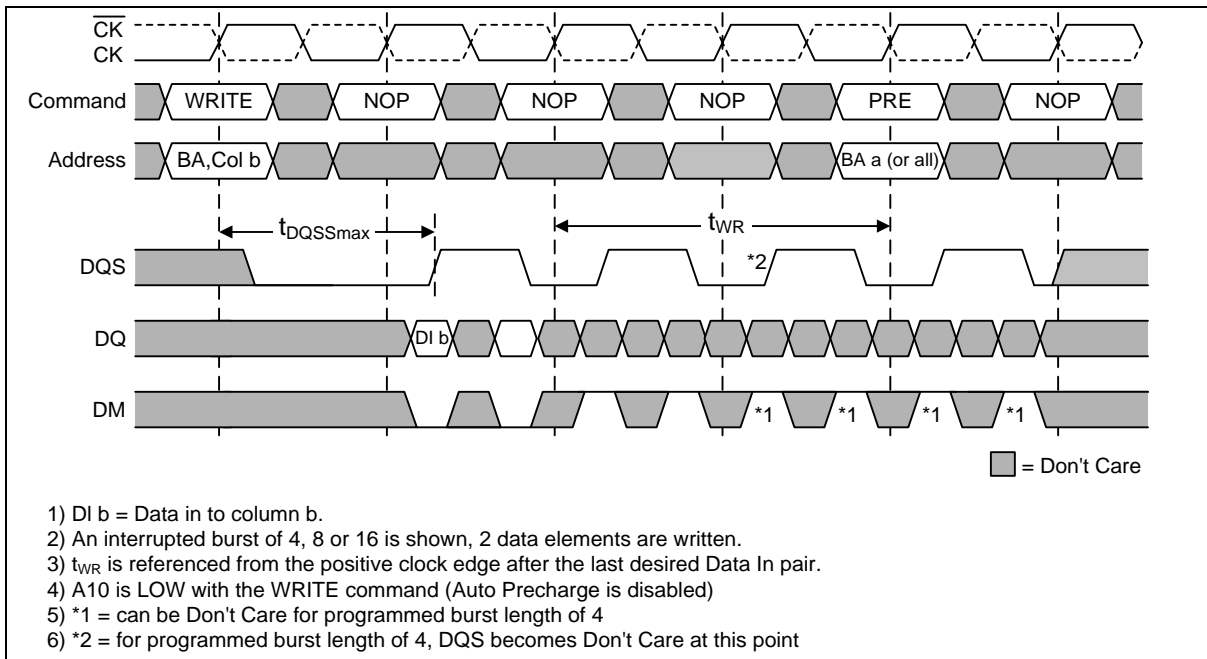 CK
CK
Command WRITE NOP NOP NOP PRE NOP
Address BA,Col b BA a (or all)
tDQSSmax tWR
DQS *2
DQ DI b
DM *1 *1 *1 *1
= Don't Care
1) DI b = Data in to column b.
2) An interrupted burst of 4, 8 or 16 is shown, 2 data elements are written.
3) tWR is referenced from the positive clock edge after the last desired Data In pair.
4) A10 is LOW with the WRITE command (Auto Precharge is disabled)
5) *1 = can be Don't Care for programmed burst length of 4
6) *2 = for programmed burst length of 4, DQS becomes Don't Care at this point